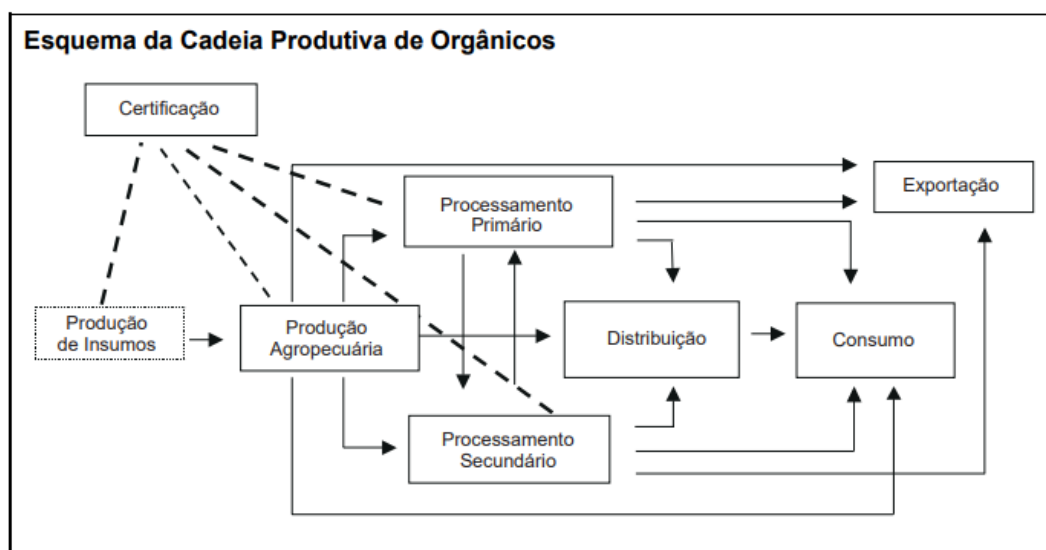 Esquema da Cadeia Produtiva de Orgânicos
Certificação
Exportação
Processamento
Primário
Produção
de Insumos
Produção
Agropecuária
Distribuição
Consumo
Processamento
Secundário